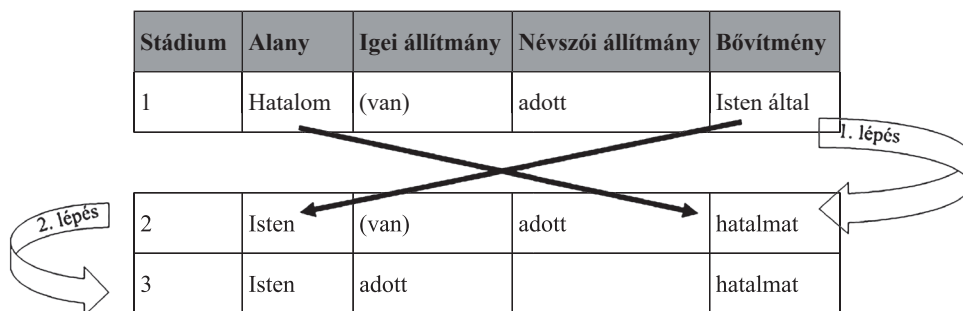 Stádium Alany Igei állítmány Névszói állítmány Bővítmény
1 Hatalom (van) adott Isten által
1. lépés
2. lépés
2 Isten (van) adott hatalmat
3 Isten adott hatalmat